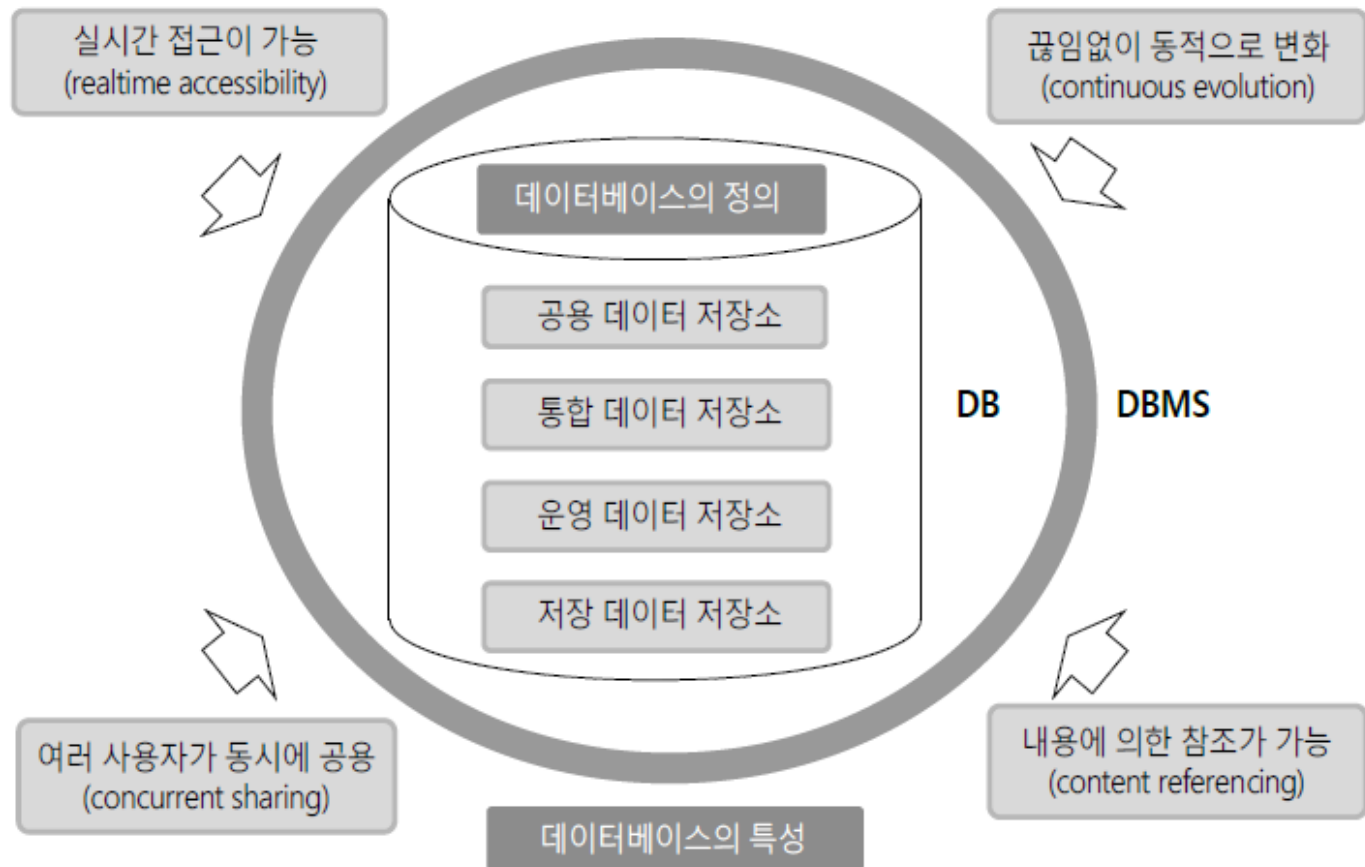 실시간 접근이 가능
(realtime accessibility)
끊임없이 동적으로 변화
(continuous evolution)
데이터베이스의 정의
공용 데이터 저장소
통합 데이터 저장소
운영 데이터 저장소
저장 데이터 저장소
DB
DBMS
여러 사용자가 동시에 공용
(concurrent sharing)
내용에 의한 참조가 가능
(content referencing)
데이터베이스의 특성